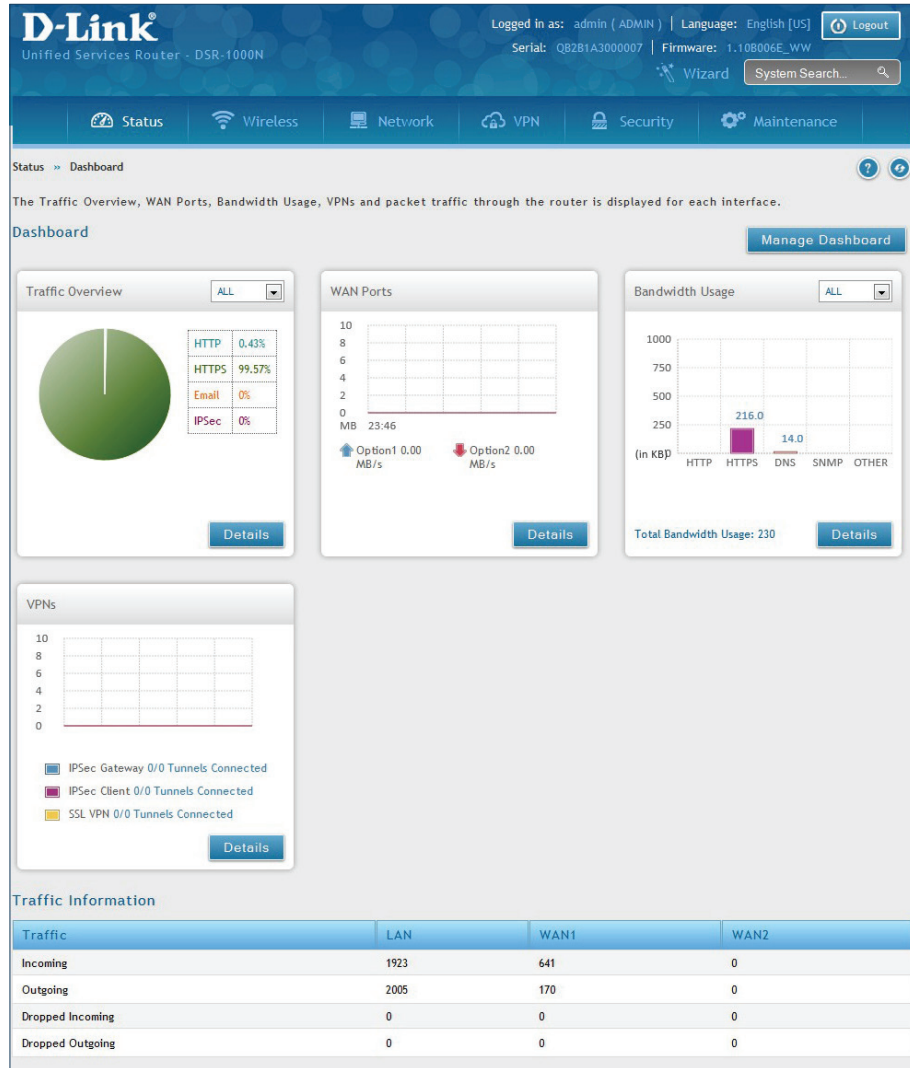 D-Link®
Unified Services Router - DSR-1000N
Logged in as: admin ( ADMIN ) | Language: English [US]
Logout
Serial: QB2B1A3000007 | Firmware: 1.10B006E_WW
Wizard
System Search...
Status
Wireless
Network
VPN
Security
Maintenance
Status » Dashboard
?
The Traffic Overview, WAN Ports, Bandwidth Usage, VPNs and packet traffic through the router is displayed for each interface.
Dashboard
Manage Dashboard
Traffic Overview
ALL
HTTP 0.43%
HTTPS 99.57%
Email 0%
IPSec 0%
Details
WAN Ports
10
8
6
4
2
0
MB 23:46
Option1 0.00 MB/s
Option2 0.00 MB/s
Details
Bandwidth Usage
ALL
1000
750
500
250
0
(in KB)
216.0
14.0
HTTP HTTPS DNS SNMP OTHER
Total Bandwidth Usage: 230
Details
VPNs
10
8
6
4
2
0
IPSec Gateway 0/0 Tunnels Connected
IPSec Client 0/0 Tunnels Connected
SSL VPN 0/0 Tunnels Connected
Details
Traffic Information
Traffic LAN WAN1 WAN2
Incoming 1923 641 0
Outgoing 2005 170 0
Dropped Incoming 0 0 0
Dropped Outgoing 0 0 0